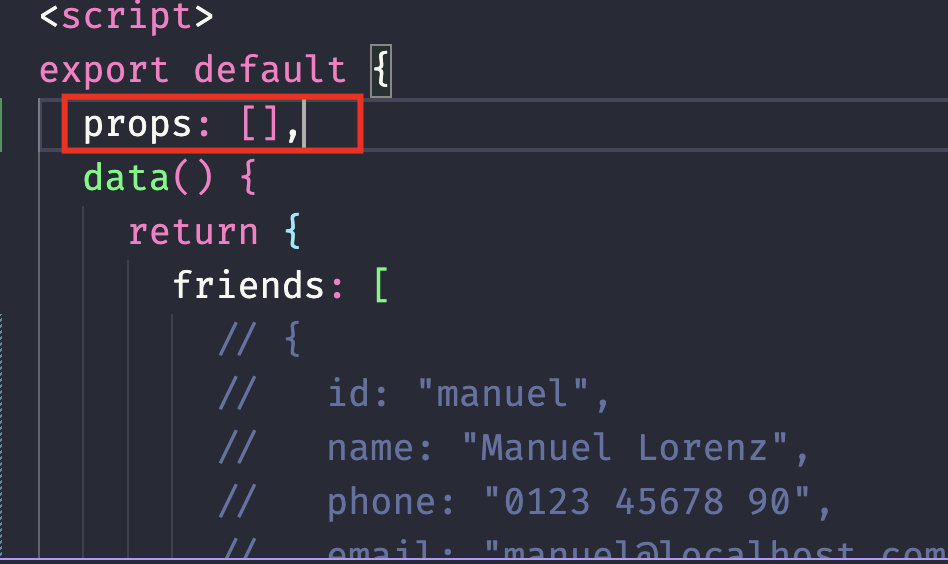 <script>
export default {
props: [],
data() {
return {
friends: [
// {
// id: "manuel",
// name: "Manuel Lorenz",
// phone: "0123 45678 90",
// email: "manuel@localhost.com